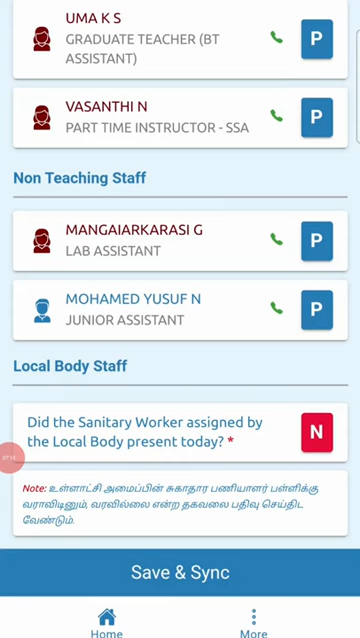 UMA K S
GRADUATE TEACHER (BT
ASSISTANT)
P
VASANTHI N
PART TIME INSTRUCTOR - SSA
P
Non Teaching Staff
MANGAIARKARASI G
LAB ASSISTANT
P
MOHAMED YUSUF N
JUNIOR ASSISTANT
P
Local Body Staff
Did the Sanitary Worker assigned by
the Local Body present today? *
N
07:14
Note: உள்ளாட்சி அமைப்பின் சுகாதார பணியாளர் பள்ளிக்கு
வராவிடினும், வரவில்லை என்ற தகவலை பதிவு செய்திட
வேண்டும்.
Save & Sync
Home
More